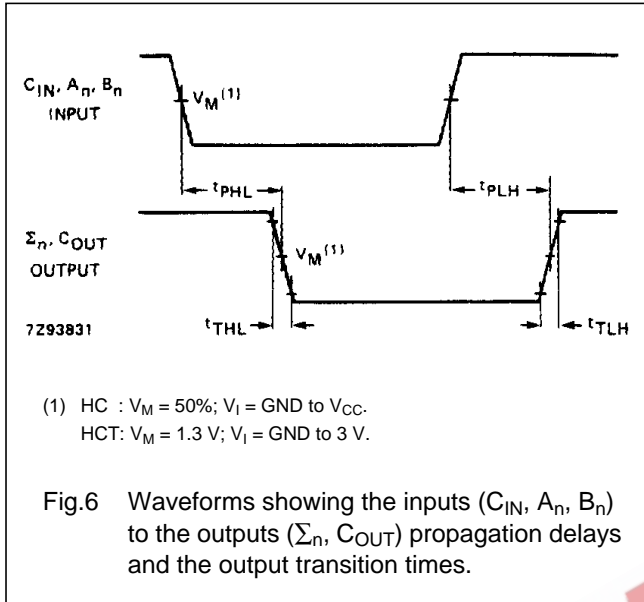 C_IN, A_n, B_n
INPUT
V_M (1)
t_PHL
t_PLH
Σ_n, C_OUT
OUTPUT
V_M (1)
7Z93831
t_THL
t_TLH
(1) HC : V_M = 50%; V_I = GND to V_CC.
HCT: V_M = 1.3 V; V_I = GND to 3 V.
Fig.6 Waveforms showing the inputs (C_IN, A_n, B_n)
to the outputs (Σ_n, C_OUT) propagation delays
and the output transition times.